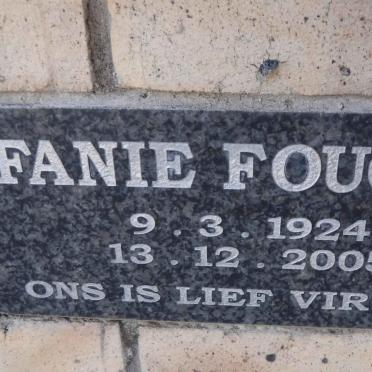 FANIE FOU
9 . 3 . 1924
13 . 12 . 2005
ONS IS LIEF VIR